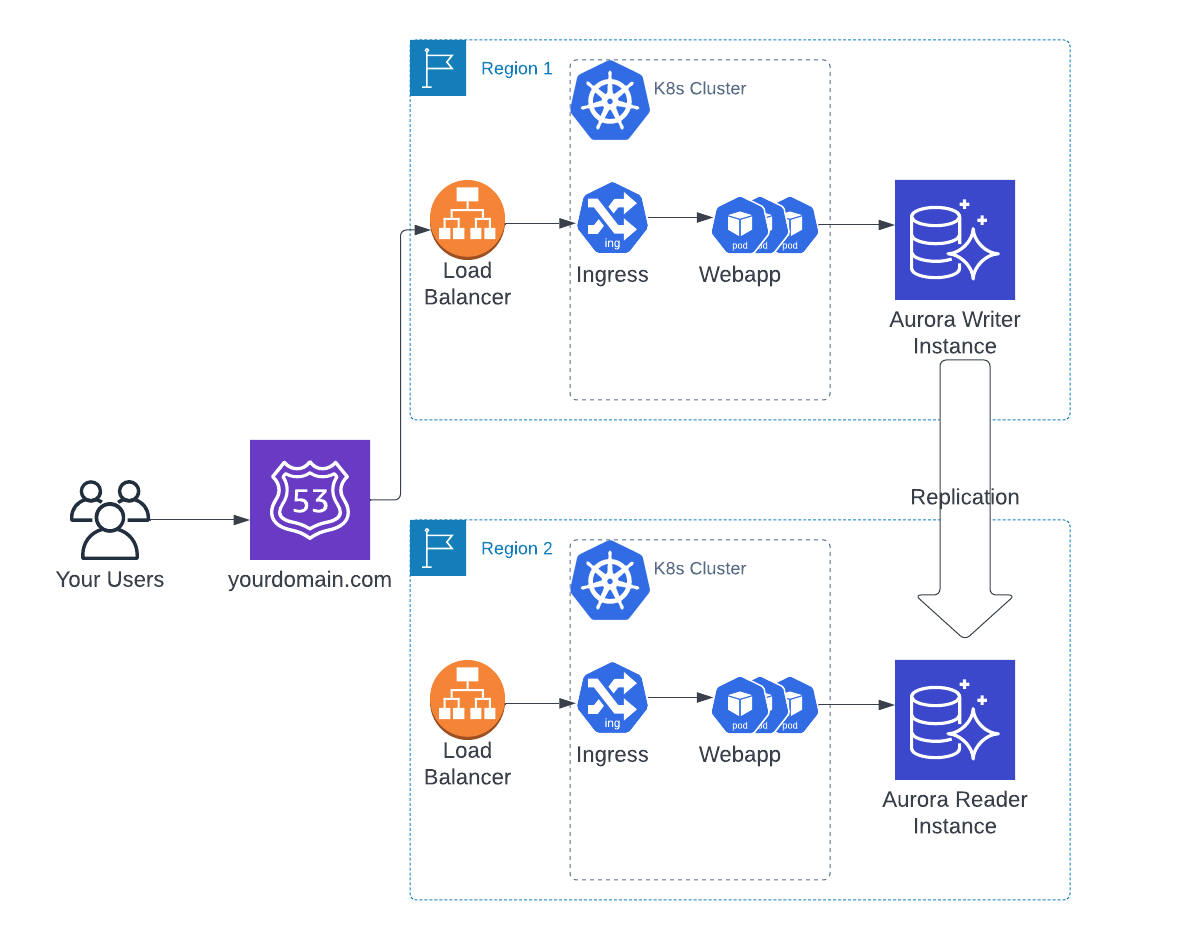 Region 1
K8s Cluster
ing
pod
pod
pod
Load
Balancer
Ingress
Webapp
Aurora Writer
Instance
53
Replication
Your Users
yourdomain.com
Region 2
K8s Cluster
ing
pod
pod
pod
Load
Balancer
Ingress
Webapp
Aurora Reader
Instance